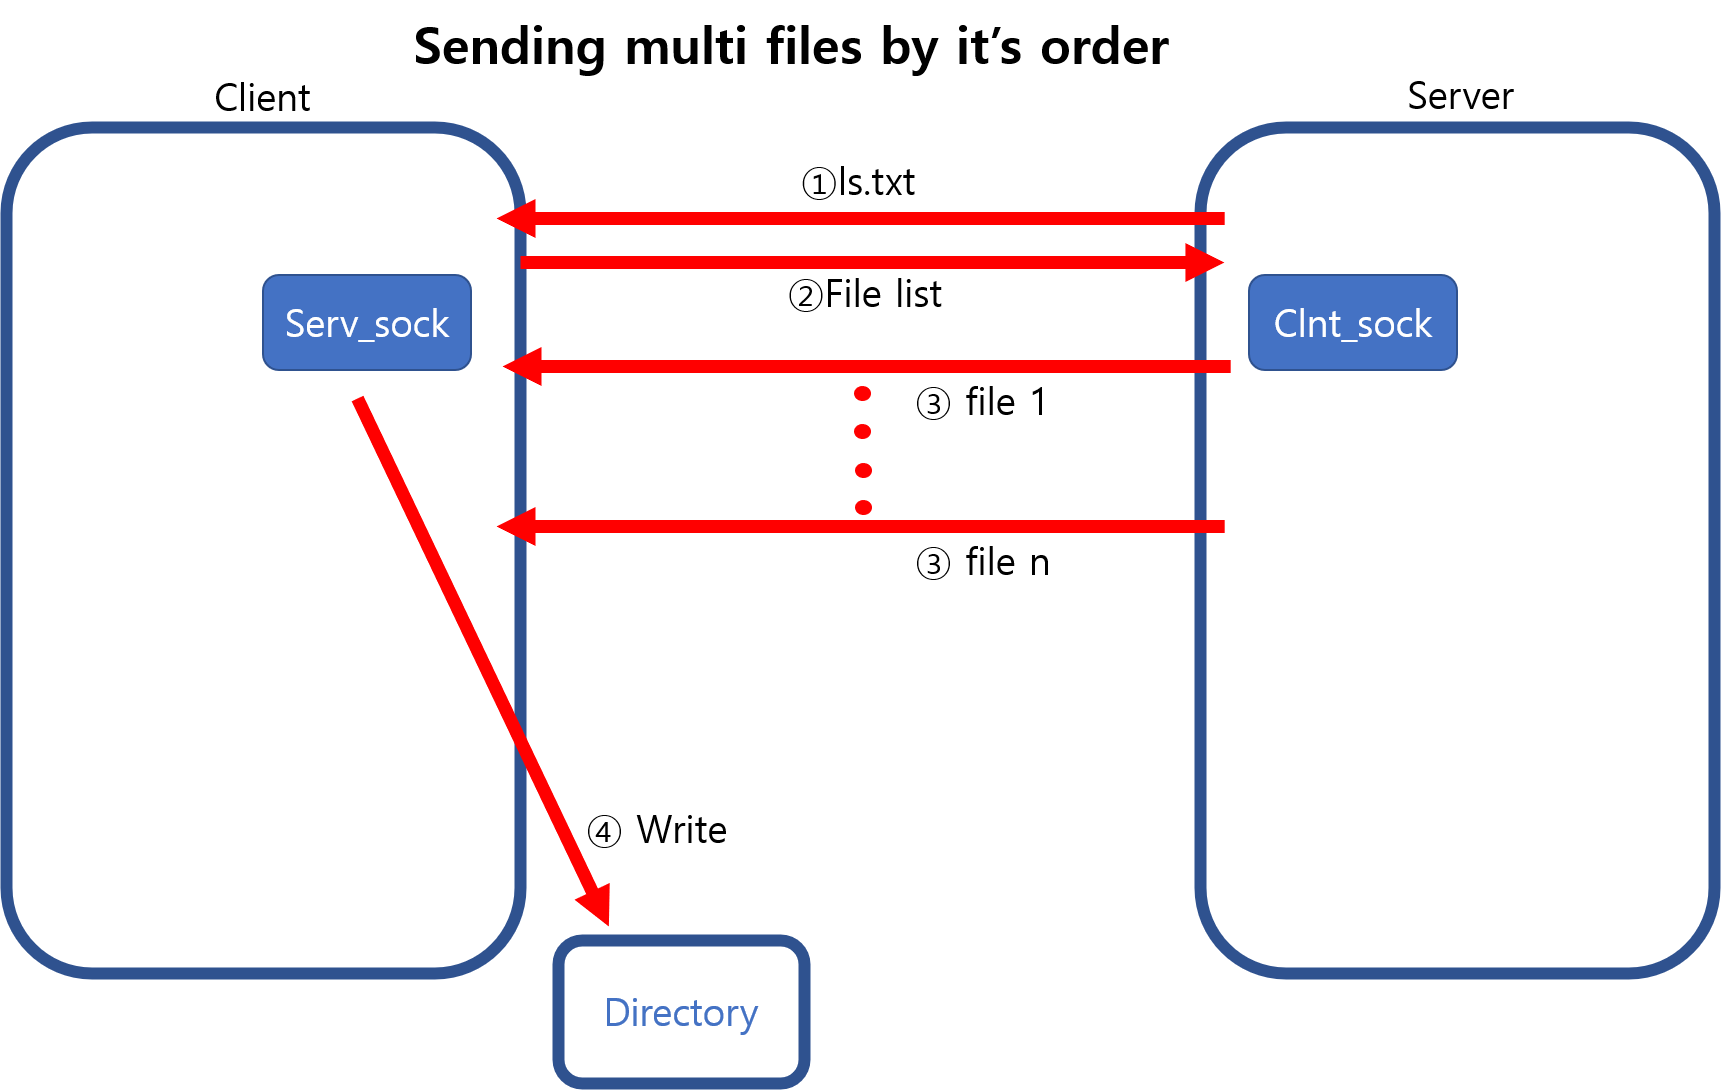 Sending multi files by it’s order
Client
Server
①ls.txt
②File list
Serv_sock
Clnt_sock
③ file 1
③ file n
④ Write
Directory